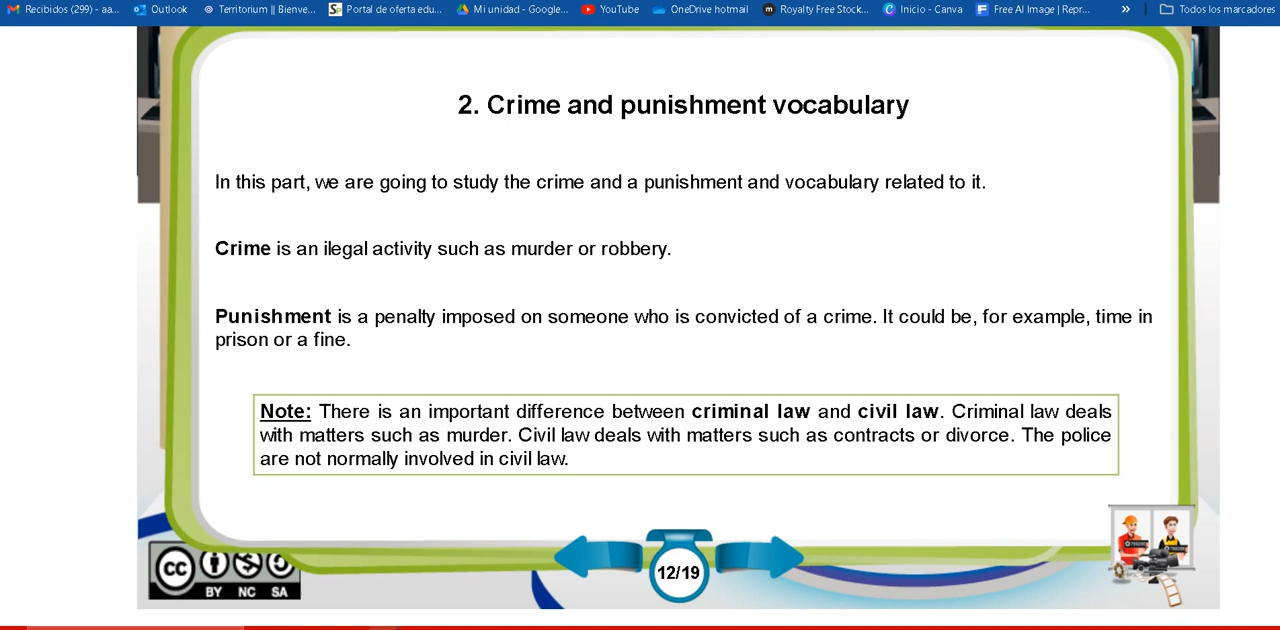 Recibidos (299) - aa... Outlook Territorium || Bienve... Portal de oferta edu... Mi unidad - Google... YouTube OneDrive hotmail Royalty Free Stock... Inicio - Canva Free AI Image | Repr... » Todos los marcadores
2. Crime and punishment vocabulary
In this part, we are going to study the crime and a punishment and vocabulary related to it.
Crime is an ilegal activity such as murder or robbery.
Punishment is a penalty imposed on someone who is convicted of a crime. It could be, for example, time in
prison or a fine.
Note: There is an important difference between criminal law and civil law. Criminal law deals
with matters such as murder. Civil law deals with matters such as contracts or divorce. The police
are not normally involved in civil law.
12/19
cc
BY NC SA